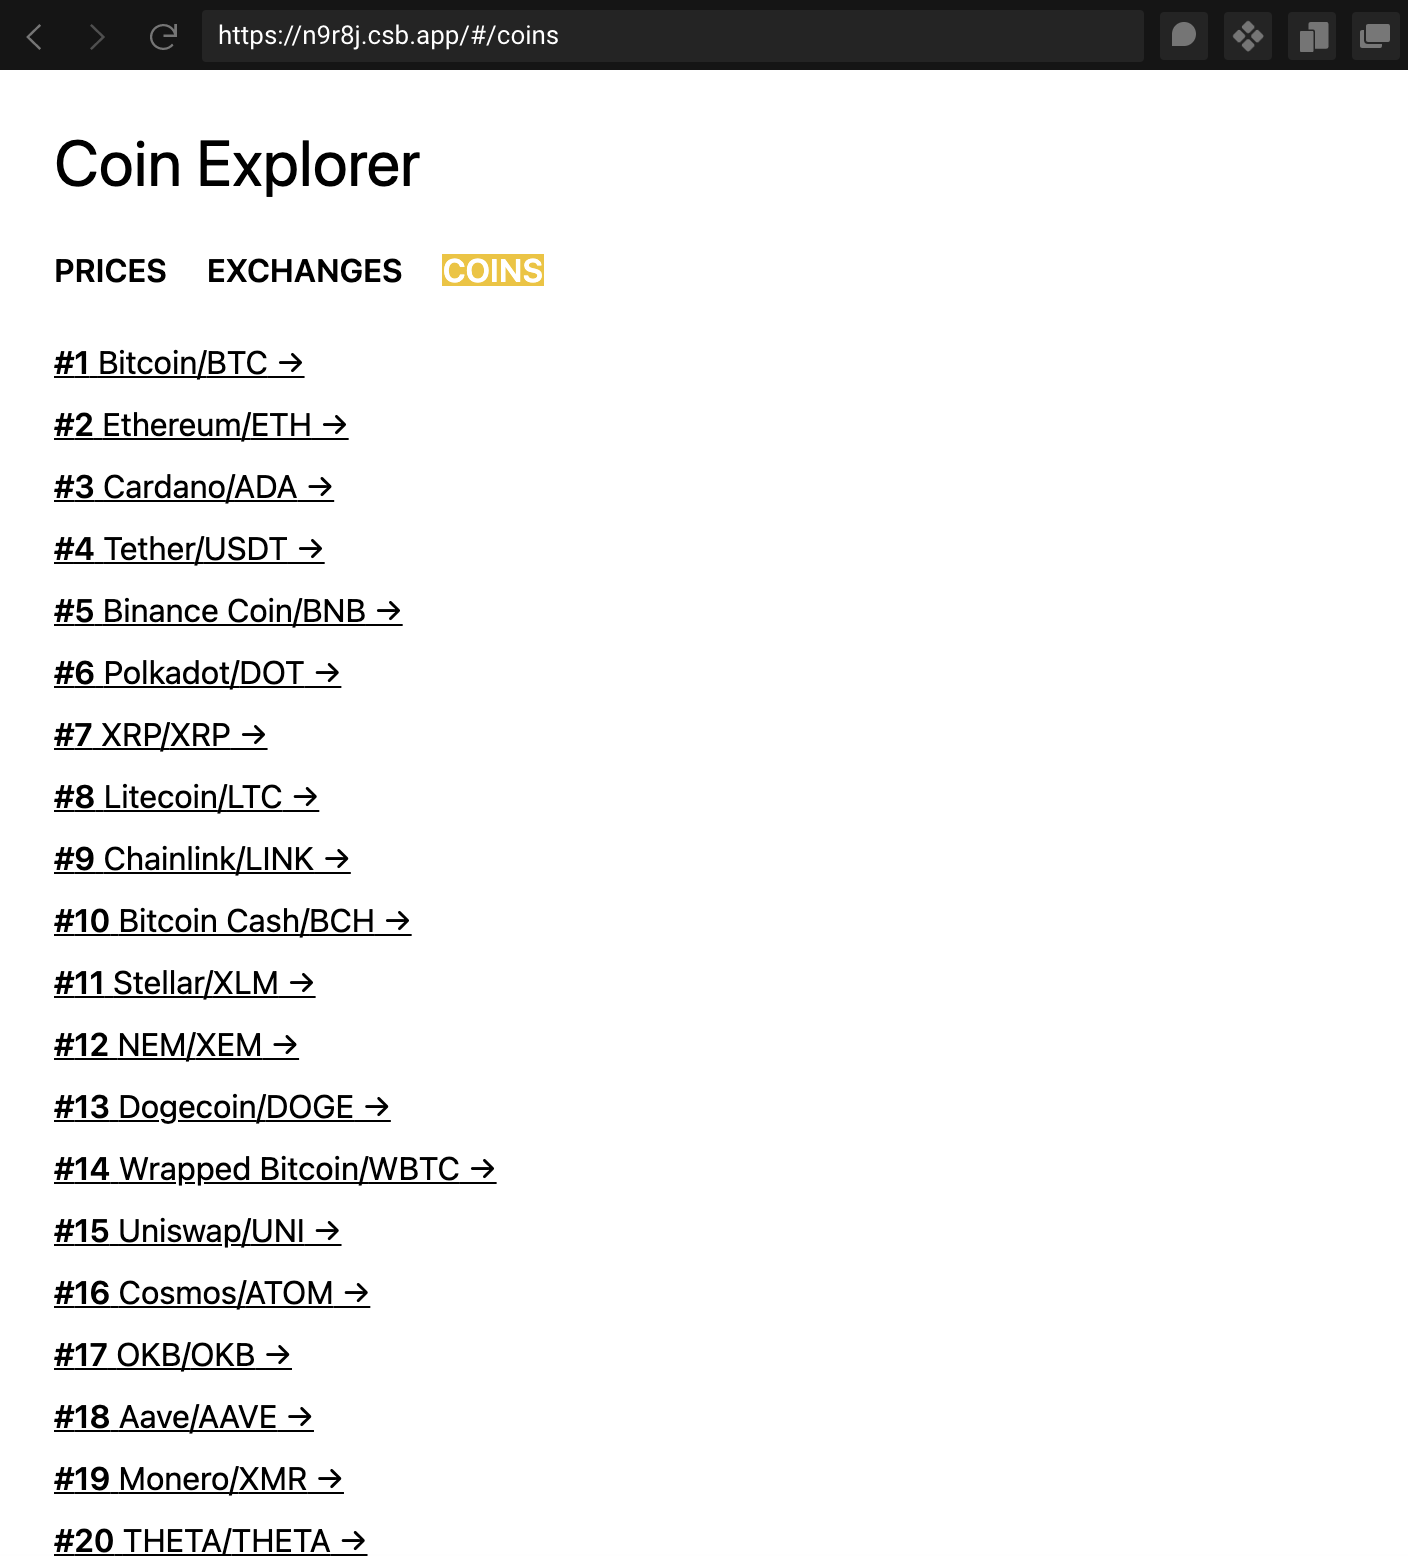 https://n9r8j.csb.app/#/coins
Coin Explorer
PRICES EXCHANGES COINS
#1 Bitcoin/BTC →
#2 Ethereum/ETH →
#3 Cardano/ADA →
#4 Tether/USDT →
#5 Binance Coin/BNB →
#6 Polkadot/DOT →
#7 XRP/XRP →
#8 Litecoin/LTC →
#9 Chainlink/LINK →
#10 Bitcoin Cash/BCH →
#11 Stellar/XLM →
#12 NEM/XEM →
#13 Dogecoin/DOGE →
#14 Wrapped Bitcoin/WBTC →
#15 Uniswap/UNI →
#16 Cosmos/ATOM →
#17 OKB/OKB →
#18 Aave/AAVE →
#19 Monero/XMR →
#20 THETA/THETA →